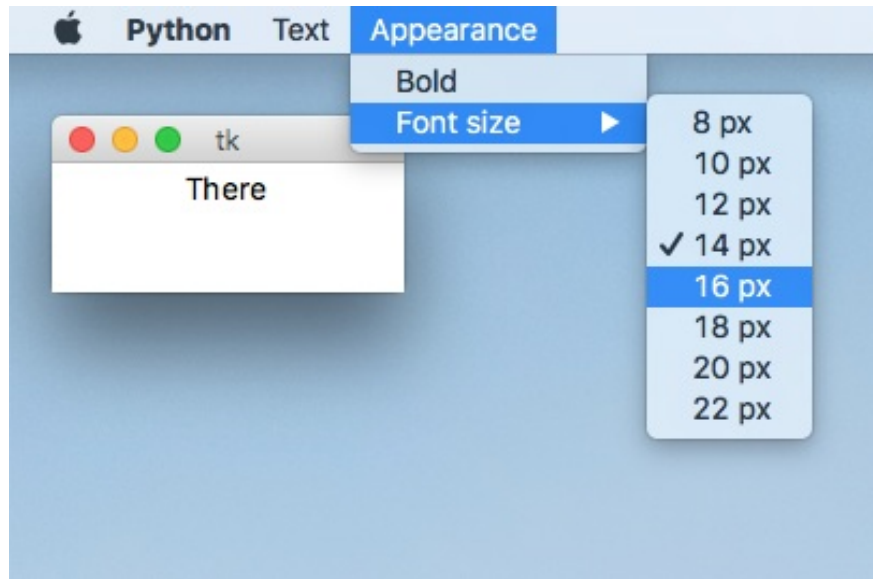 Python Text Appearance
Bold
Font size
tk
There
8 px
10 px
12 px
✓ 14 px
16 px
18 px
20 px
22 px